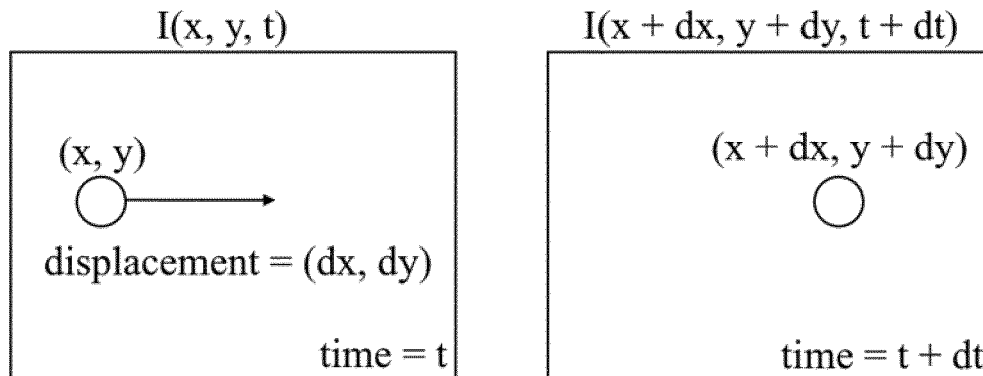 I(x, y, t)
(x, y)
displacement = (dx, dy)
time = t
I(x + dx, y + dy, t + dt)
(x + dx, y + dy)
time = t + dt